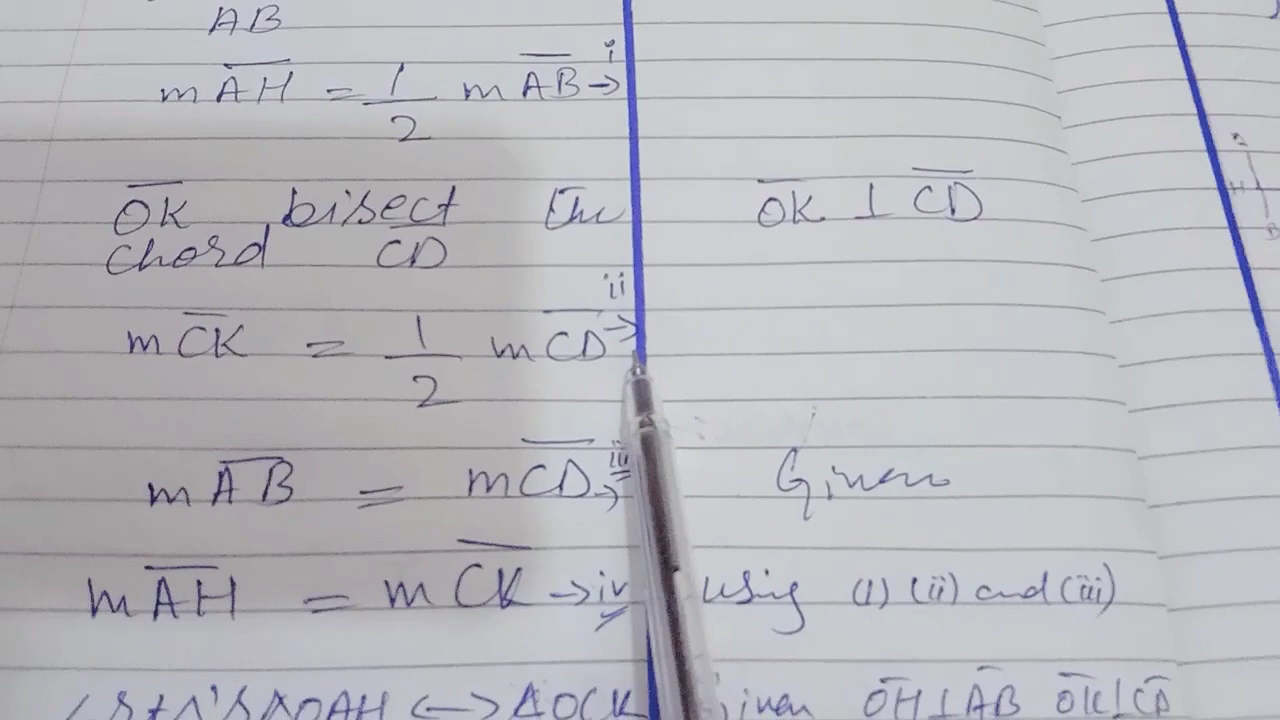 AB
mAH = 1/2 mAB → i
OK bisect the OK ⊥ CD
chord CD
mCK = 1/2 mCD → ii
mAB = mCD → iii Given
mAH = mCK → iv using (i) (ii) and (iii)
∠S rt Δ'S ΔOAH ↔ ΔOCK Given OH ⊥ AB OK ⊥ CD